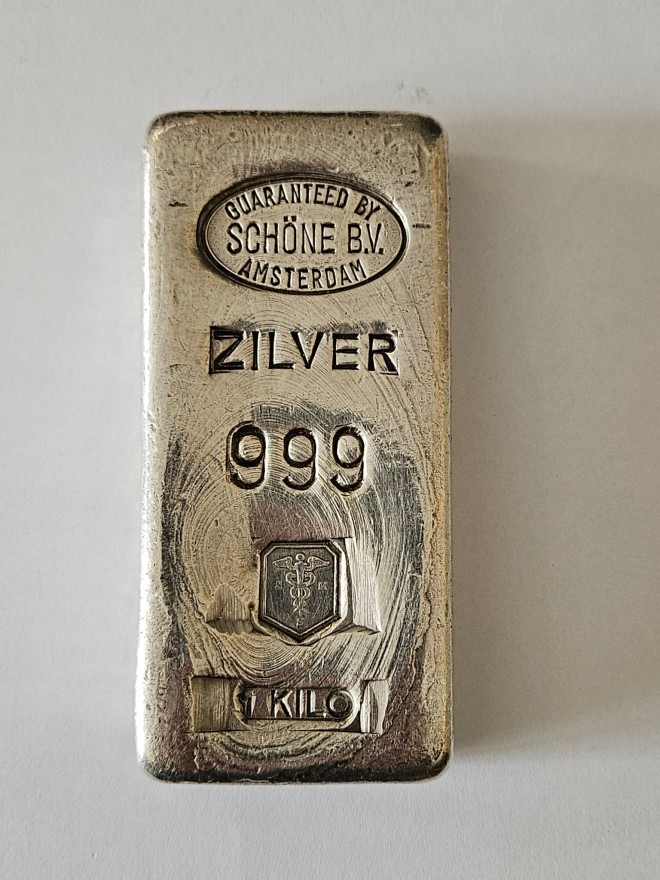 GUARANTEED BY
SCHÖNE B.V.
AMSTERDAM
ZILVER
999
1 KILO